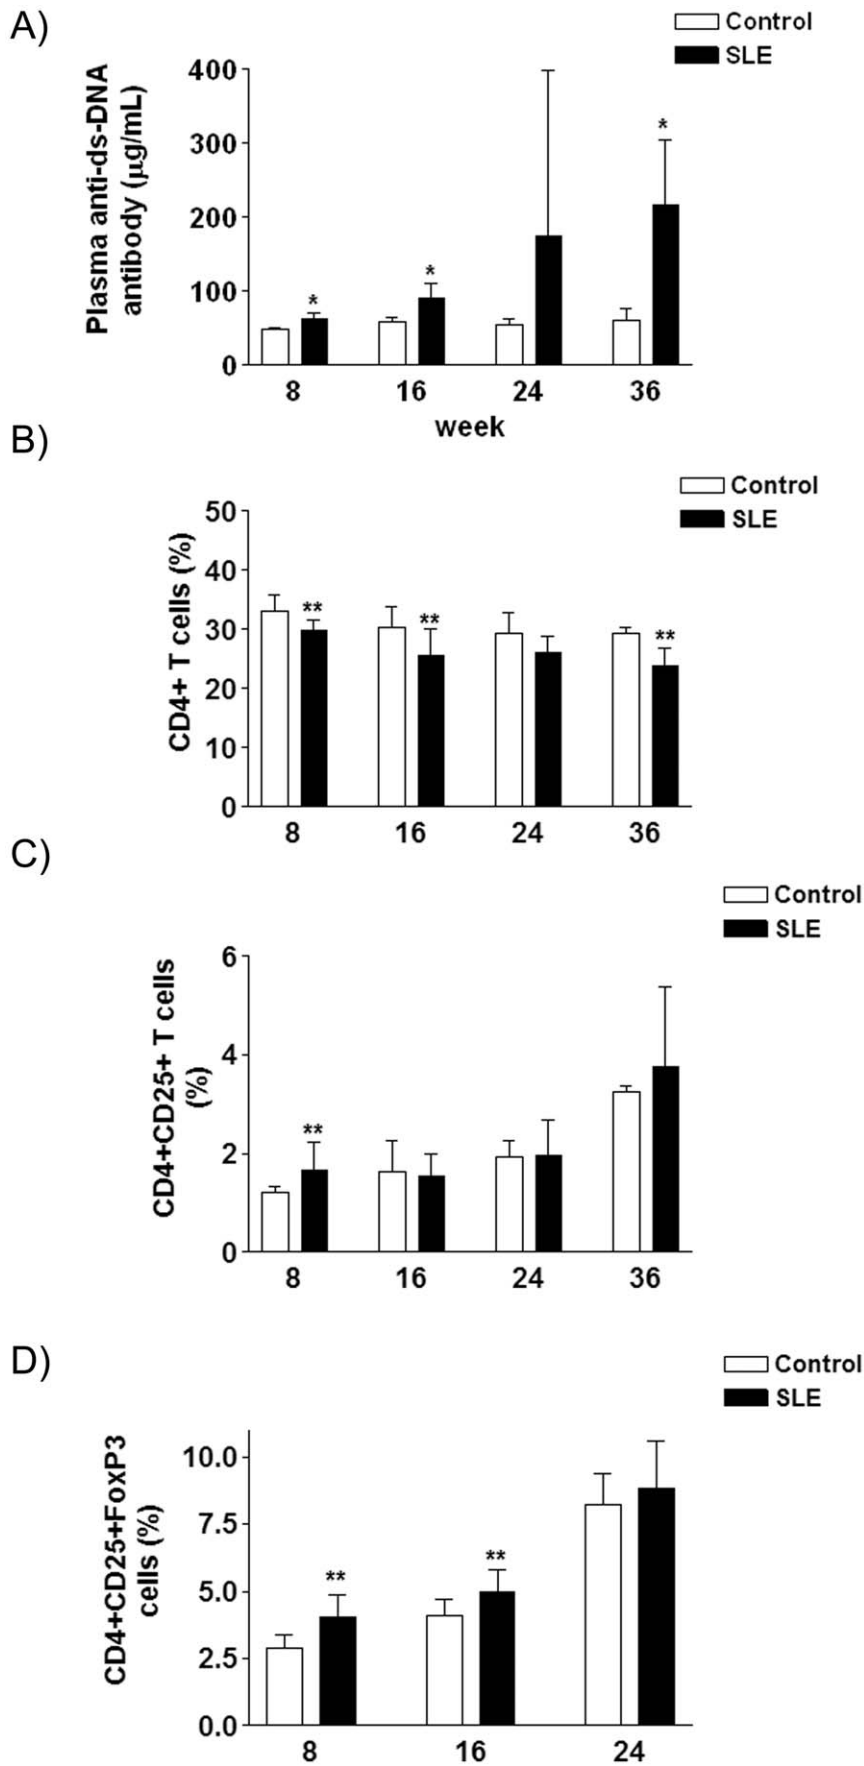 A)
Control
SLE
Plasma anti-ds-DNA
antibody (μg/mL)
400
300
200
100
0
*
*
*
8 16 24 36
week
B)
Control
SLE
CD4+ T cells (%)
50
40
30
20
10
0
**
**
**
8 16 24 36
C)
Control
SLE
CD4+CD25+ T cells
(%)
6
4
2
0
**
8 16 24 36
D)
Control
SLE
CD4+CD25+FoxP3
cells (%)
10.0
7.5
5.0
2.5
0.0
**
**
8 16 24